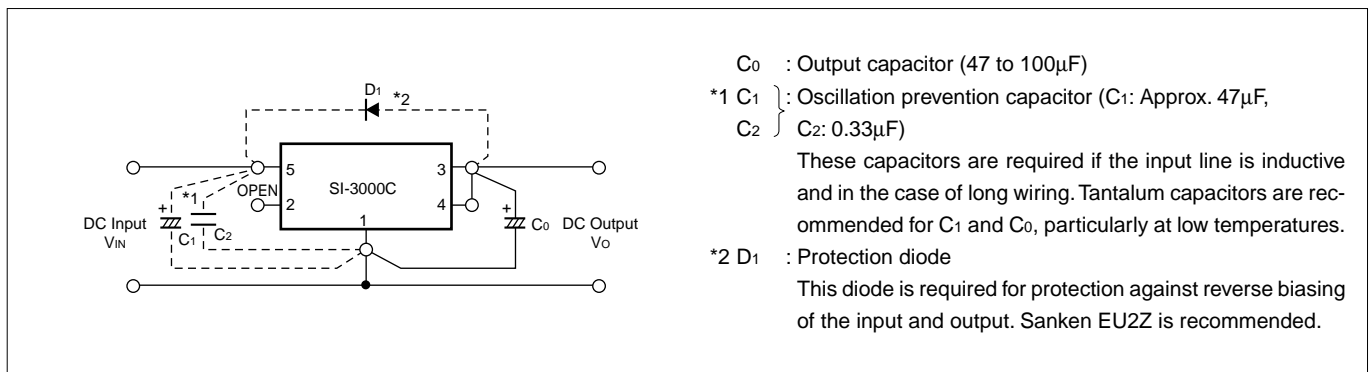 D1
*2
5
3
*1
OPEN
SI-3000C
2
4
1
+
+
DC Input
VIN
C1
C2
C0
DC Output
VO
C0 : Output capacitor (47 to 100μF)
*1 C1 : Oscillation prevention capacitor (C1: Approx. 47μF,
C2 C2: 0.33μF)
These capacitors are required if the input line is inductive
and in the case of long wiring. Tantalum capacitors are rec-
ommended for C1 and C0, particularly at low temperatures.
*2 D1 : Protection diode
This diode is required for protection against reverse biasing
of the input and output. Sanken EU2Z is recommended.